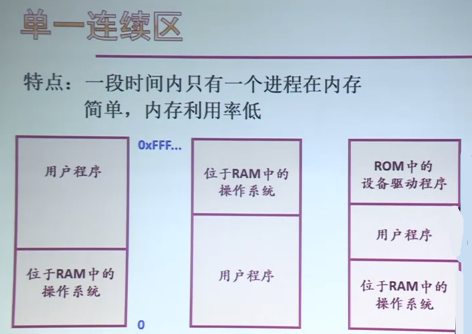 单一连续区
特点：一段时间内只有一个进程在内存
简单，内存利用率低
用户程序
位于RAM中的
操作系统
0xFFF...
0
位于RAM中的
操作系统
用户程序
ROM中的
设备驱动程序
用户程序
位于RAM中的
操作系统